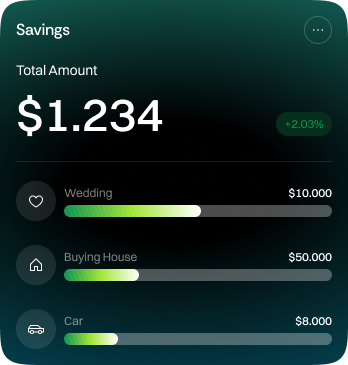 Savings
Total Amount
$1.234
+2.03%
Wedding $10.000
Buying House $50.000
Car $8.000